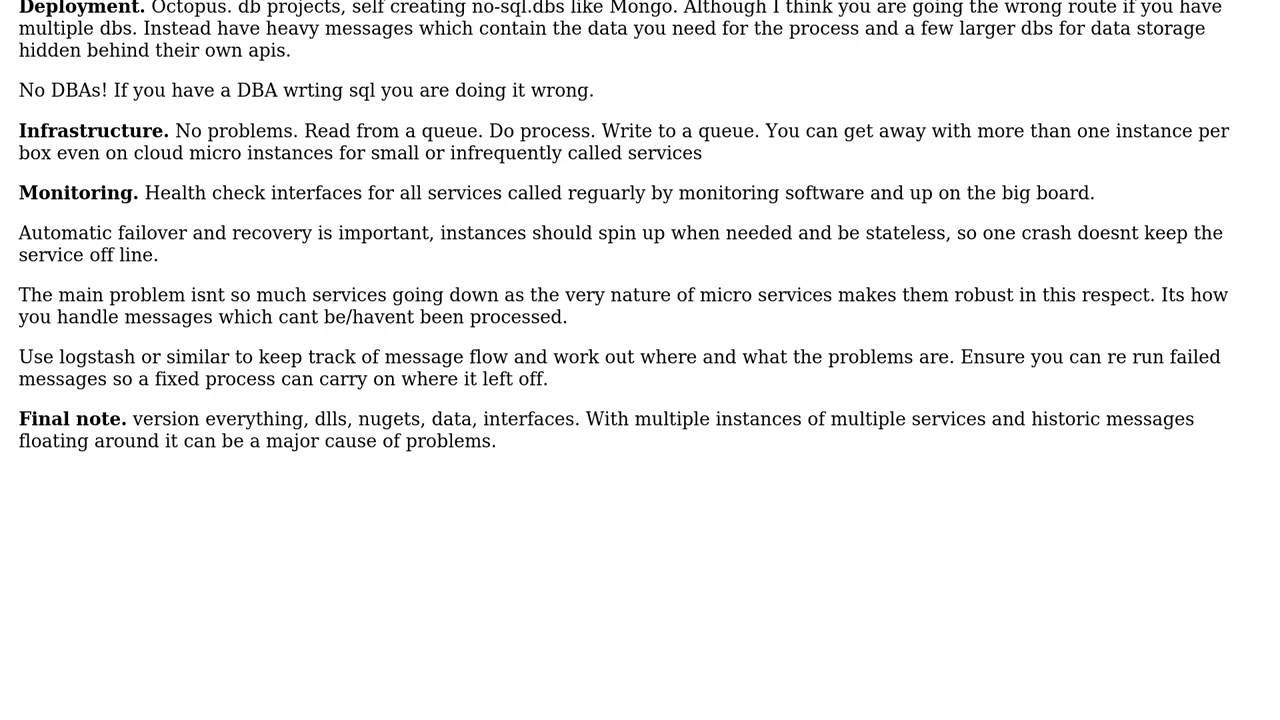 Deployment. Octopus. db projects, self creating no-sql.dbs like Mongo. Although I think you are going the wrong route if you have
multiple dbs. Instead have heavy messages which contain the data you need for the process and a few larger dbs for data storage
hidden behind their own apis.
No DBAs! If you have a DBA wrting sql you are doing it wrong.
Infrastructure. No problems. Read from a queue. Do process. Write to a queue. You can get away with more than one instance per
box even on cloud micro instances for small or infrequently called services
Monitoring. Health check interfaces for all services called reguarly by monitoring software and up on the big board.
Automatic failover and recovery is important, instances should spin up when needed and be stateless, so one crash doesnt keep the
service off line.
The main problem isnt so much services going down as the very nature of micro services makes them robust in this respect. Its how
you handle messages which cant be/havent been processed.
Use logstash or similar to keep track of message flow and work out where and what the problems are. Ensure you can re run failed
messages so a fixed process can carry on where it left off.
Final note. version everything, dlls, nugets, data, interfaces. With multiple instances of multiple services and historic messages
floating around it can be a major cause of problems.